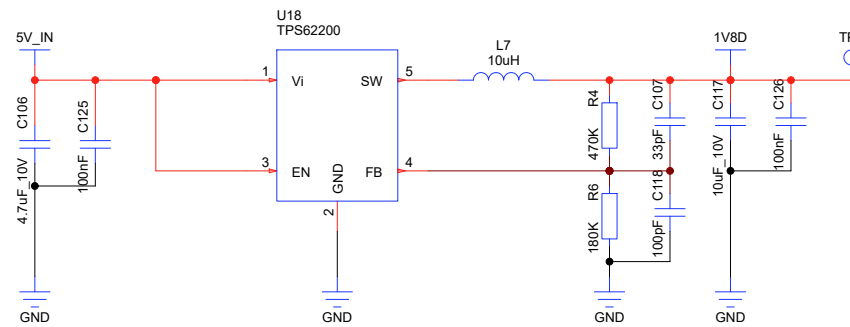 U18
TPS62200
5V_IN
L7
10uH
1V8D
TP
1
Vi
SW
5
C106
4.7uF_10V
C125
100nF
R4
470K
C107
33pF
C117
10uF_10V
C126
100nF
3
EN
GND
FB
4
2
R6
180K
C118
100pF
GND
GND
GND
GND